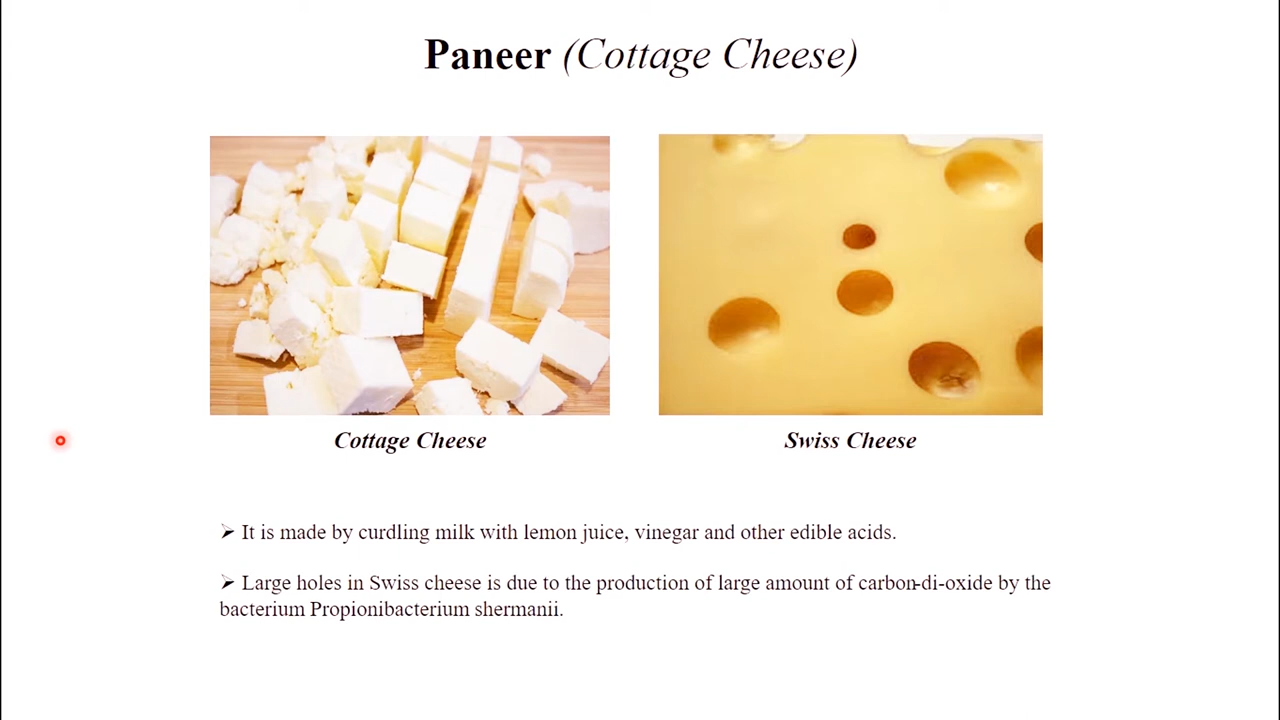 Paneer (Cottage Cheese)
Cottage Cheese
Swiss Cheese
➢ It is made by curdling milk with lemon juice, vinegar and other edible acids.
➢ Large holes in Swiss cheese is due to the production of large amount of carbon-di-oxide by the
bacterium Propionibacterium shermanii.